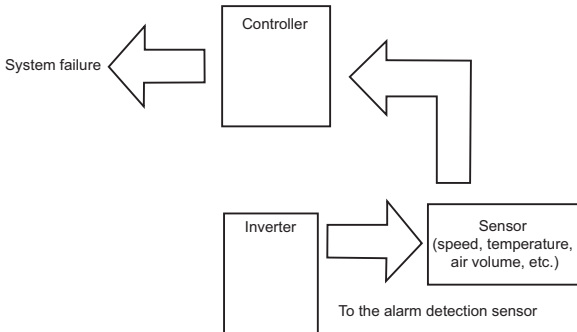 Controller
System failure
Inverter
Sensor
(speed, temperature,
air volume, etc.)
To the alarm detection sensor